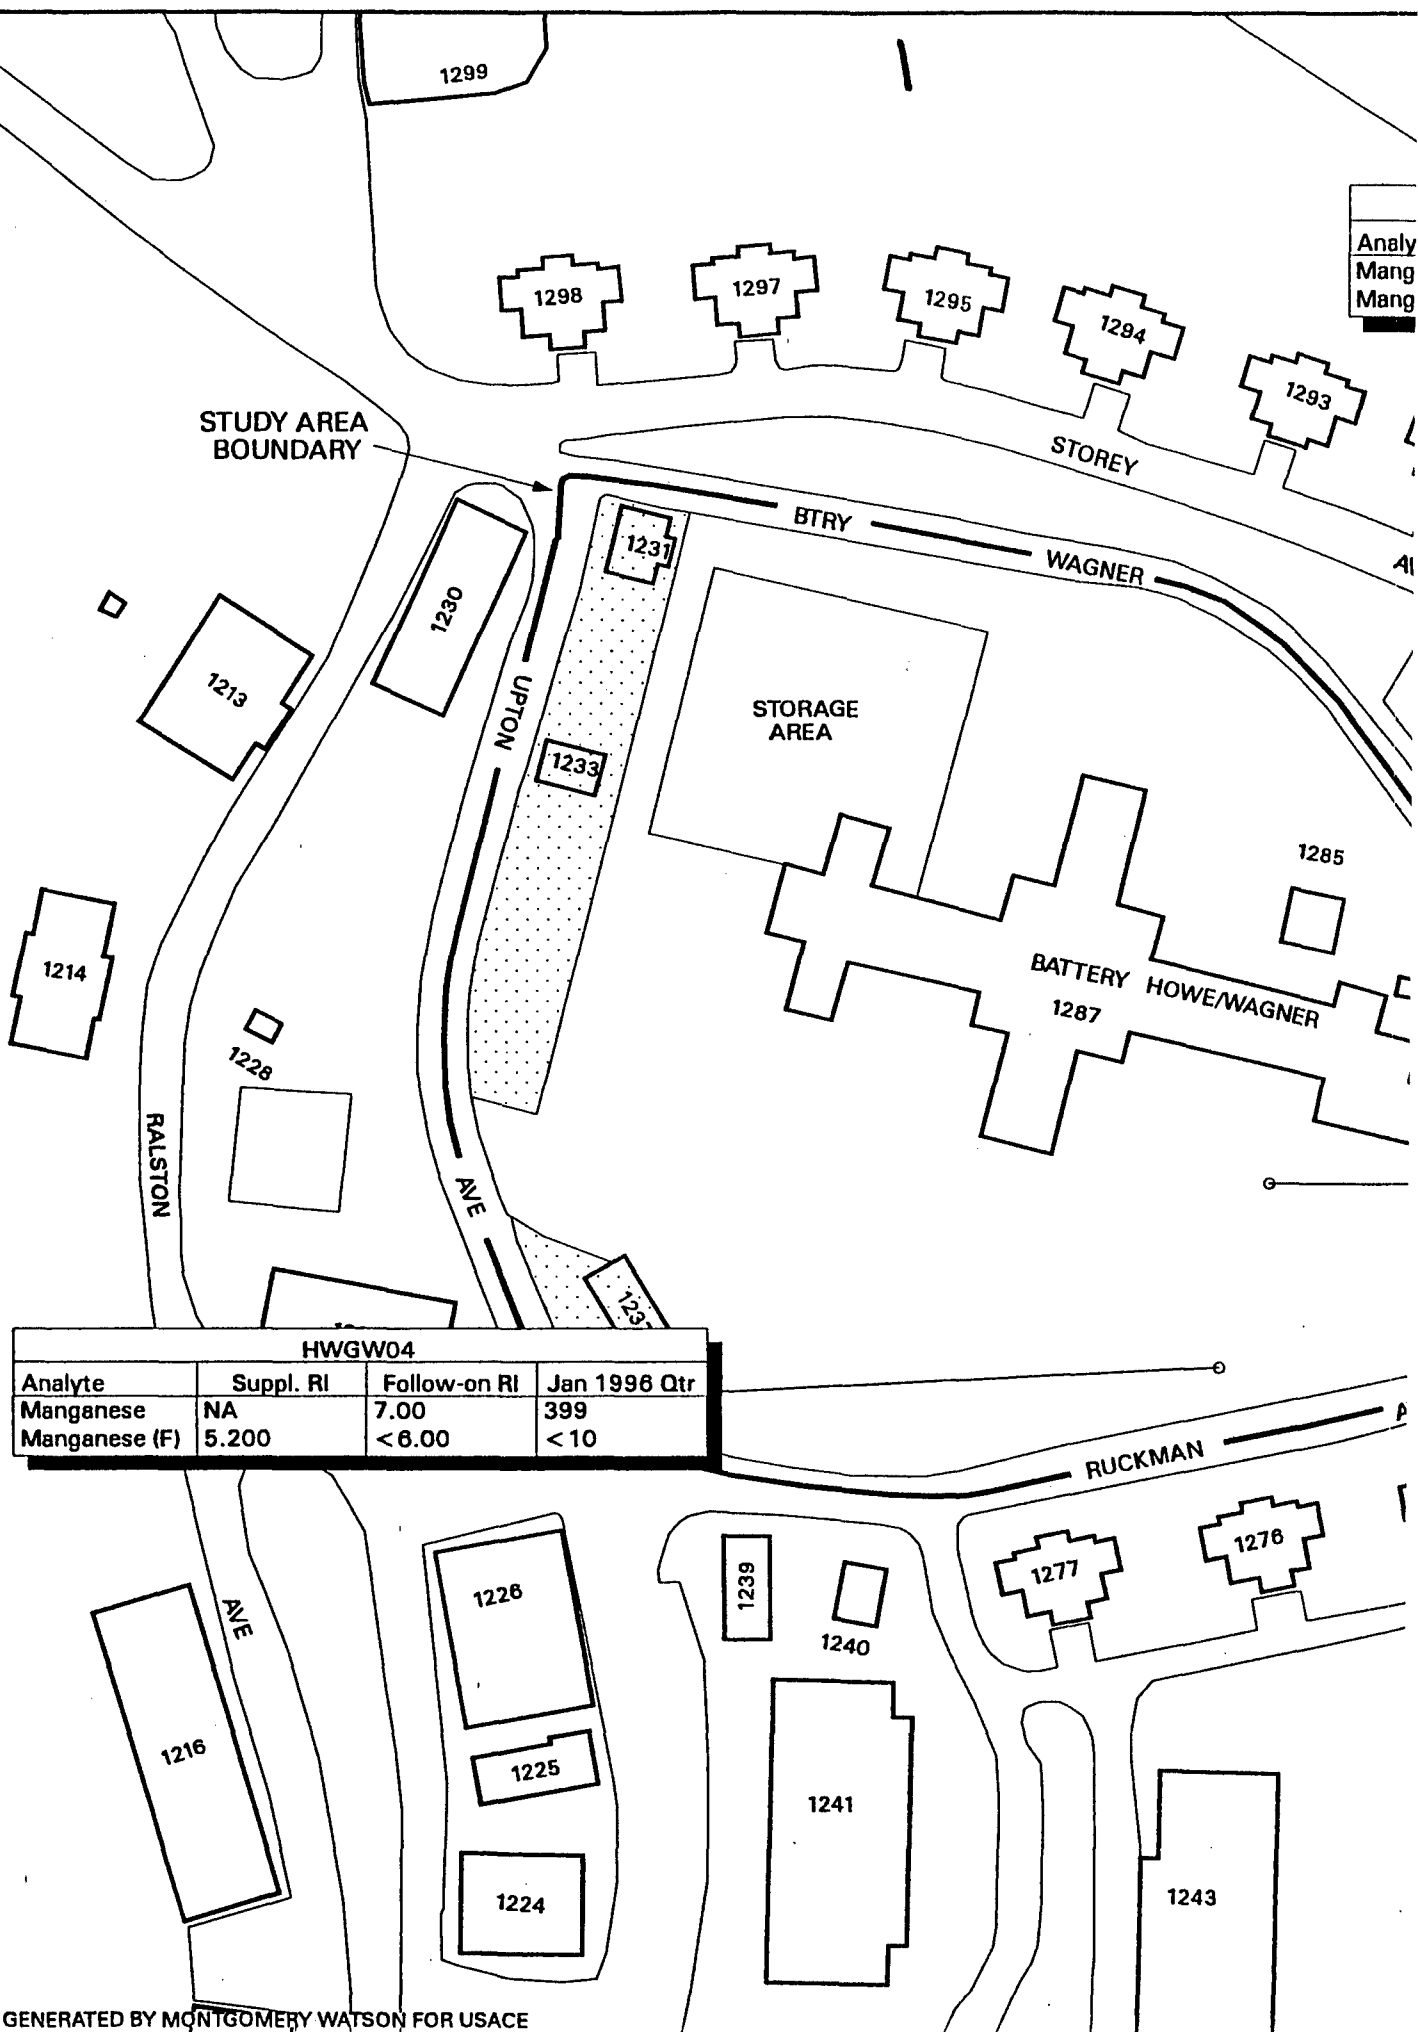 1299
Analy
Mang
Mang
1298
1297
1295
1294
1293
STUDY AREA
BOUNDARY
STOREY
BTRY
WAGNER
1231
1230
1213
UPTON
STORAGE
AREA
1233
1285
1214
BATTERY HOWE/WAGNER
1287
1228
RALSTON
AVE
HWGW04
Analyte Suppl. RI Follow-on RI Jan 1996 Qtr
Manganese NA 7.00 399
Manganese (F) 5.200 <6.00 <10
RUCKMAN
1277
1276
1239
1226
1240
AVE
1216
1225
1241
1224
1243
GENERATED BY MONTGOMERY WATSON FOR USACE